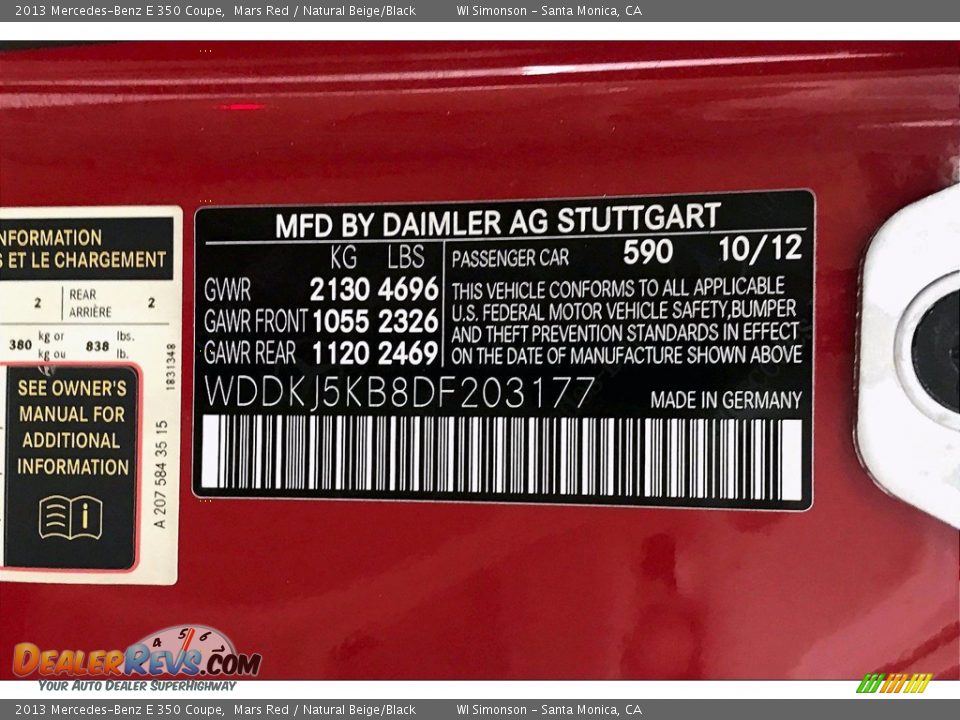 2013 Mercedes-Benz E 350 Coupe, Mars Red / Natural Beige/Black WI Simonson - Santa Monica, CA
NFORMATION
S ET LE CHARGEMENT
2 REAR ARRIÈRE 2
380 kg or kg ou 838 lbs. lb.
SEE OWNER'S
MANUAL FOR
ADDITIONAL
INFORMATION
i
1831348
A 207 584 35 15
MFD BY DAIMLER AG STUTTGART
KG LBS
GVWR 2130 4696
GAWR FRONT 1055 2326
GAWR REAR 1120 2469
PASSENGER CAR 590 10/12
THIS VEHICLE CONFORMS TO ALL APPLICABLE
U.S. FEDERAL MOTOR VEHICLE SAFETY,BUMPER
AND THEFT PREVENTION STANDARDS IN EFFECT
ON THE DATE OF MANUFACTURE SHOWN ABOVE
WDDKJ5KB8DF203177
MADE IN GERMANY
4 5 6
DEALERREVS.COM
YOUR AUTO DEALER SUPERHIGHWAY
2013 Mercedes-Benz E 350 Coupe, Mars Red / Natural Beige/Black WI Simonson - Santa Monica, CA